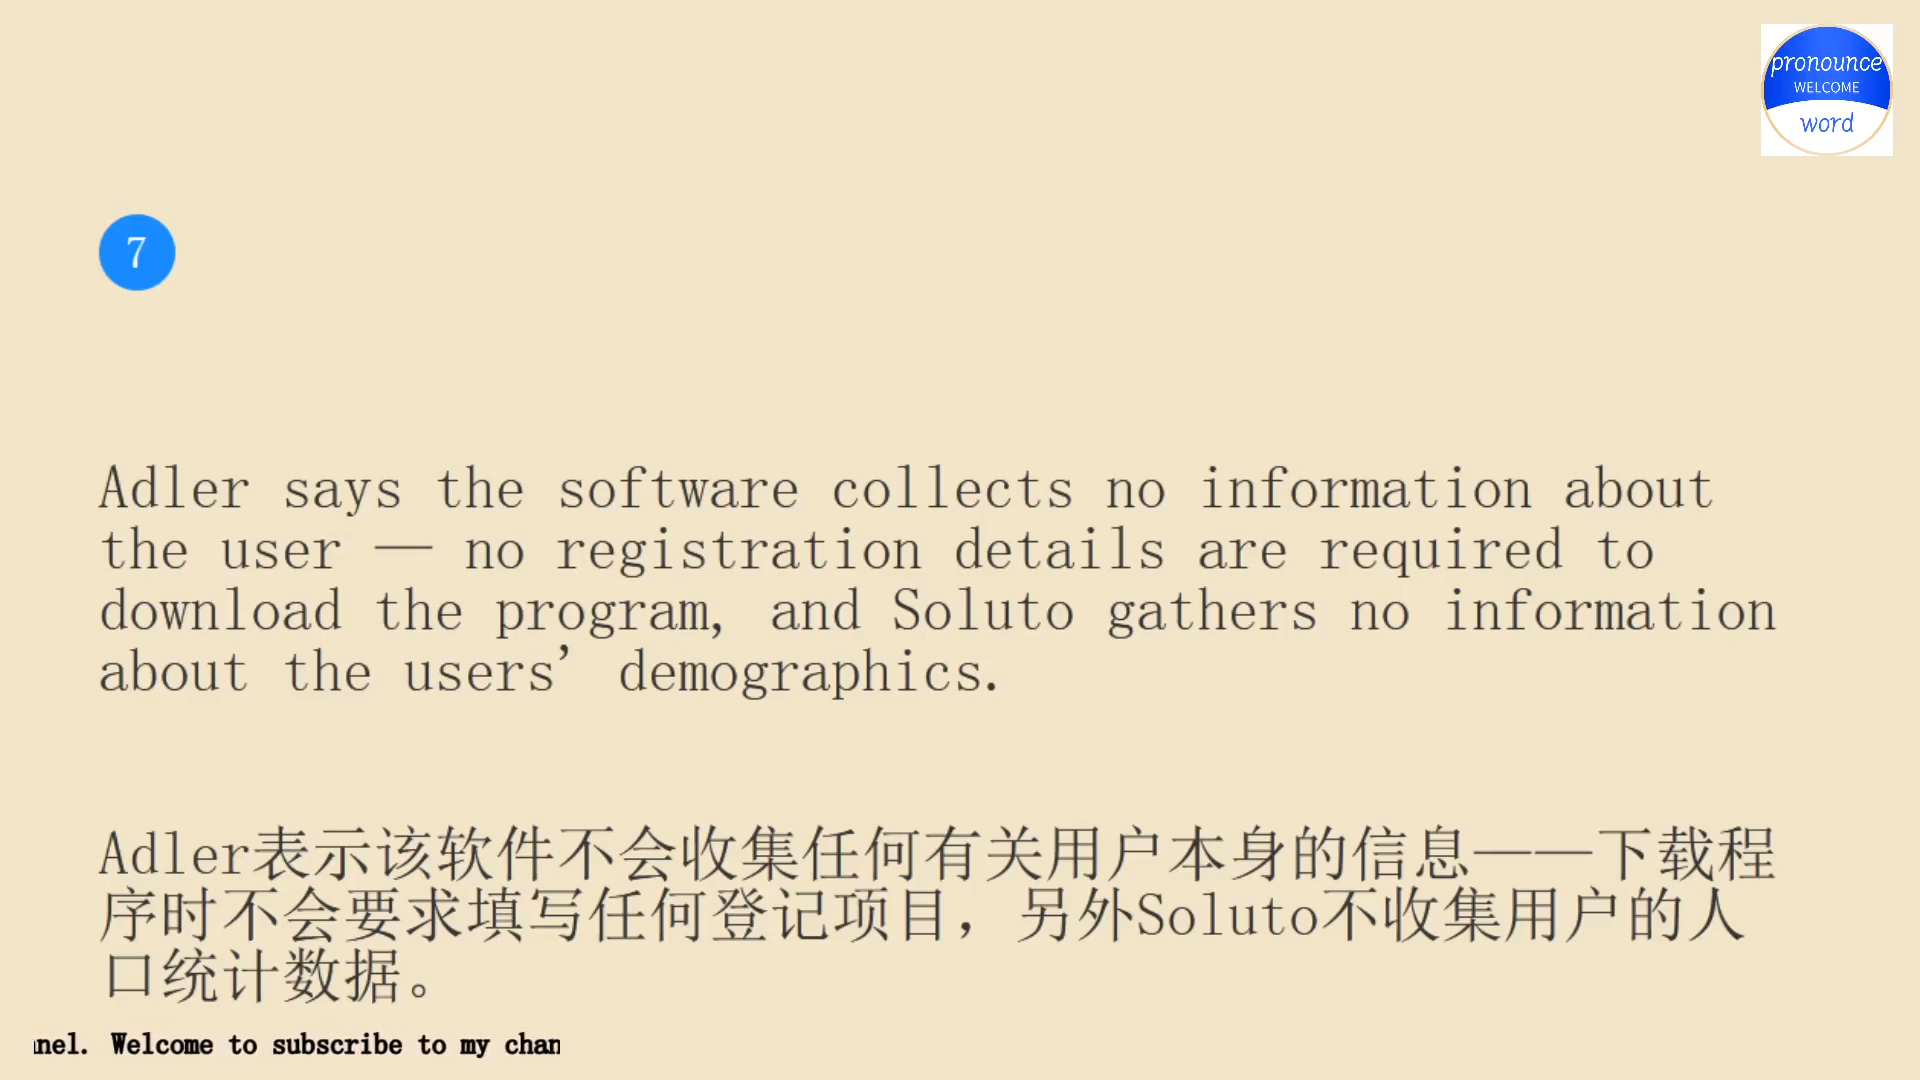 pronounce
WELCOME
word
7
Adler says the software collects no information about
the user — no registration details are required to
download the program, and Soluto gathers no information
about the users’ demographics.
Adler表示该软件不会收集任何有关用户本身的信息——下载程
序时不会要求填写任何登记项目，另外Soluto不收集用户的人
口统计数据。
nel. Welcome to subscribe to my chan